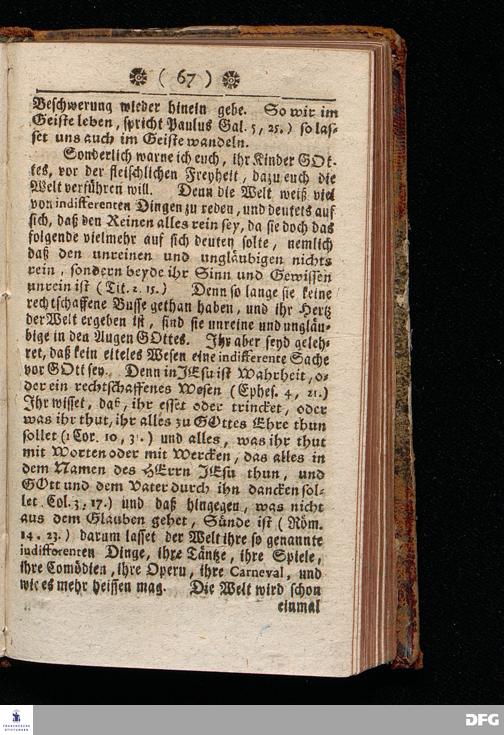 ( 67 )
Beschwerung wieder hinein gehe. So wir im
Geiste leben, spricht Paulus Gal. 5, 25.) so las-
set uns auch im Geiste wandeln.
Sonderlich warne ich euch, ihr Kinder GOt-
tes, vor der fleischlichen Freyheit, dazu euch die
Welt verführen will. Denn die Welt weiß viel
von indifferenten Dingen zu reden, und deutets auf
sich, daß den Reinen alles rein sey, da sie doch das
folgende vielmehr auf sich deuten solte, nemlich
daß den unreinen und ungläubigen nichts
rein, sondern beyde ihr Sinn und Gewissen
unrein ist (Tit. 1. 15.) Denn so lange sie keine
rechtschaffene Busse gethan haben, und ihr Hertz
der Welt ergeben ist, sind sie unreine und ungläu-
bige in den Augen GOttes. Ihr aber seyd geleh-
ret, daß kein eiteles Wesen eine indifferente Sache
vor GOtt sey. Denn in JEsu ist Wahrheit, o-
der ein rechtschaffenes Wesen (Ephes. 4, 21.)
Ihr wisset, daß, ihr esset oder trincket, oder
was ihr thut, ihr alles zu GOttes Ehre thun
sollet (1 Cor. 10, 31.) und alles, was ihr thut
mit Worten oder mit Wercken, das alles in
dem Namen des HErrn JEsu thun, und
GOtt und dem Vater durch ihn dancken sol-
let Col. 3, 17.) und daß hingegen, was nicht
aus dem Glauben gehet, Sünde ist (Röm.
14. 23.) darum lasset der Welt ihre so genannte
indifferenten Dinge, ihre Täntze, ihre Spiele,
ihre Comödien, ihre Opern, ihre Carneval, und
wie es mehr heissen mag. Die Welt wird schon
einmal
FRANCKESCHE
STIFTUNGEN
DFG